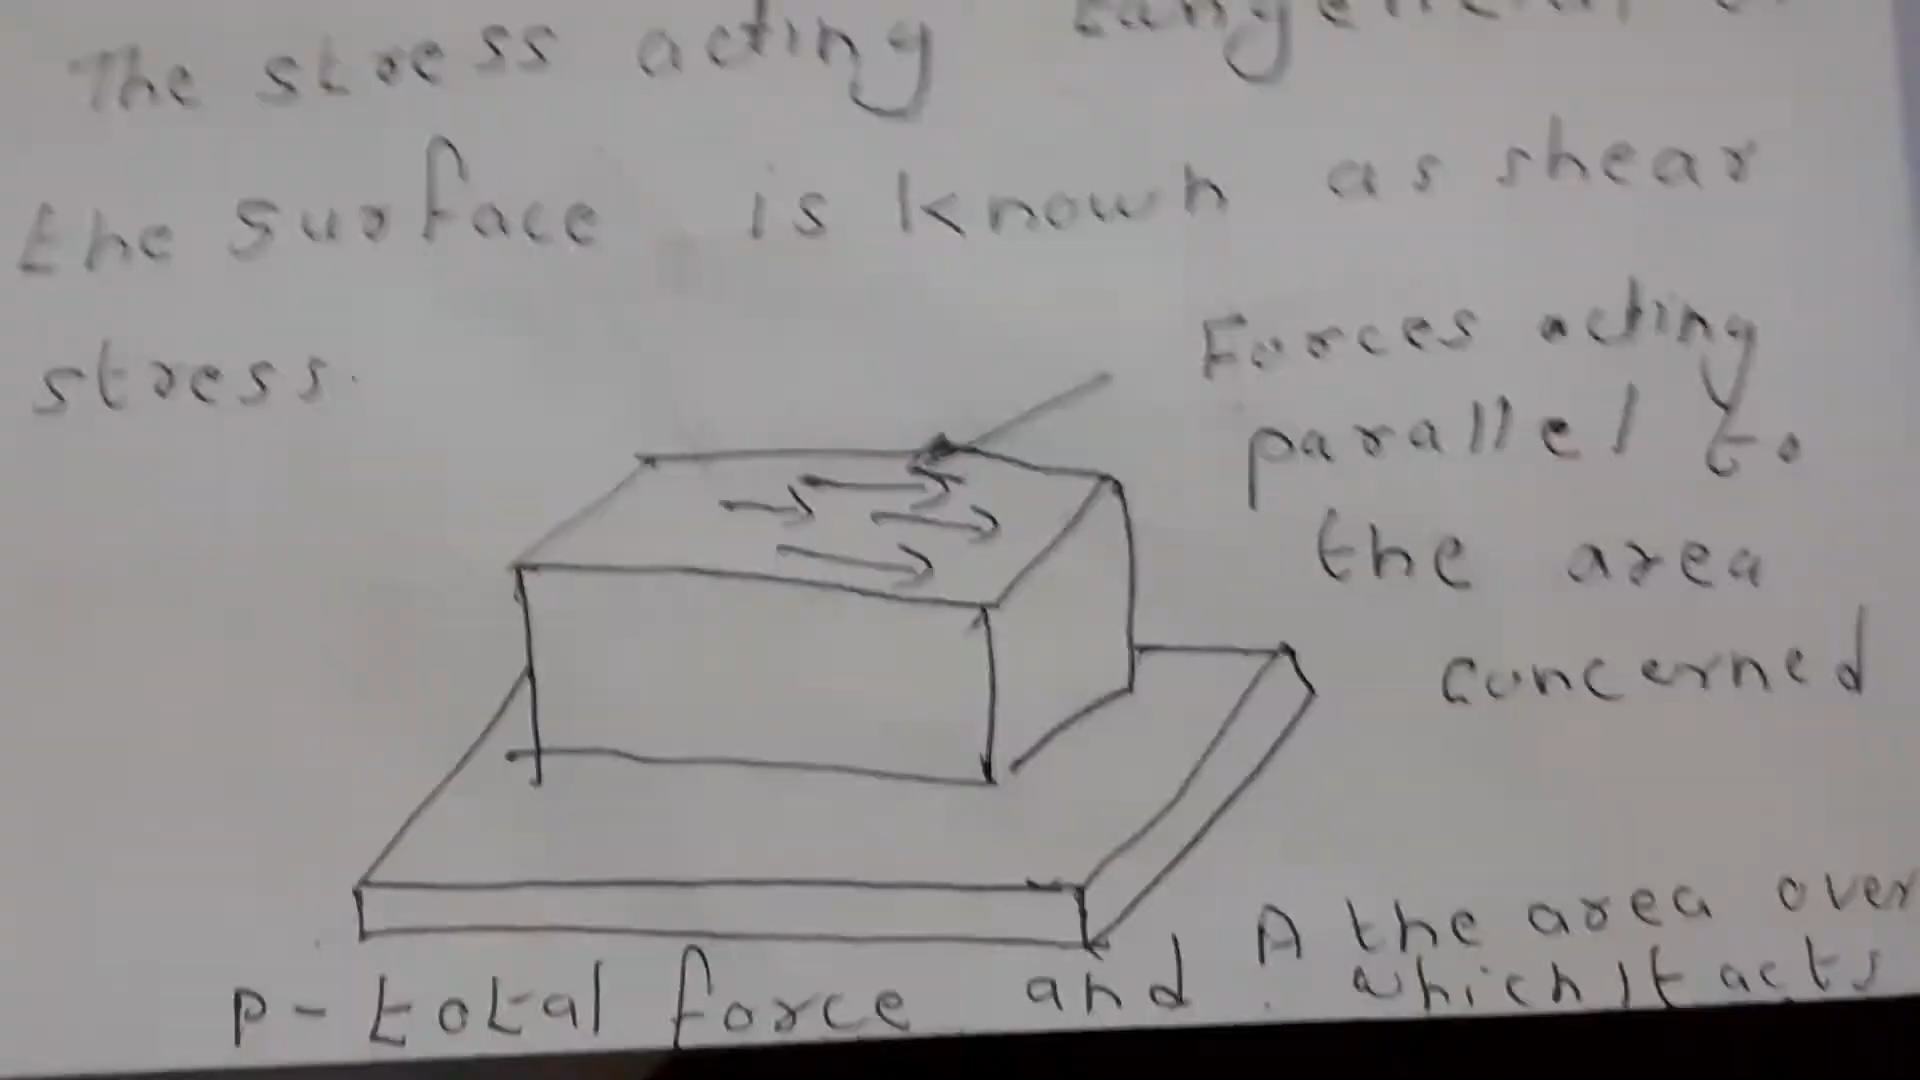 The stress acting tangential
the surface is known as shear
stress.
Forces acting
parallel to
the area
concerned
P - total force and A the area over
which it acts